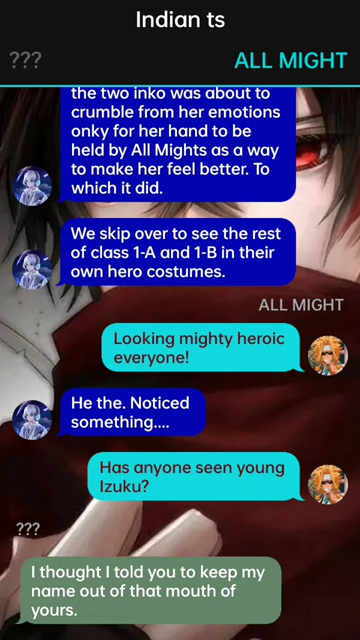 Indian ts
??? ALL MIGHT
the two inko was about to
crumble from her emotions
onky for her hand to be
held by All Mights as a way
to make her feel better. To
which it did.
We skip over to see the rest
of class 1-A and 1-B in their
own hero costumes.
ALL MIGHT
Looking mighty heroic
everyone!
He the. Noticed
something....
Has anyone seen young
Izuku?
???
I thought I told you to keep my
name out of that mouth of
yours.